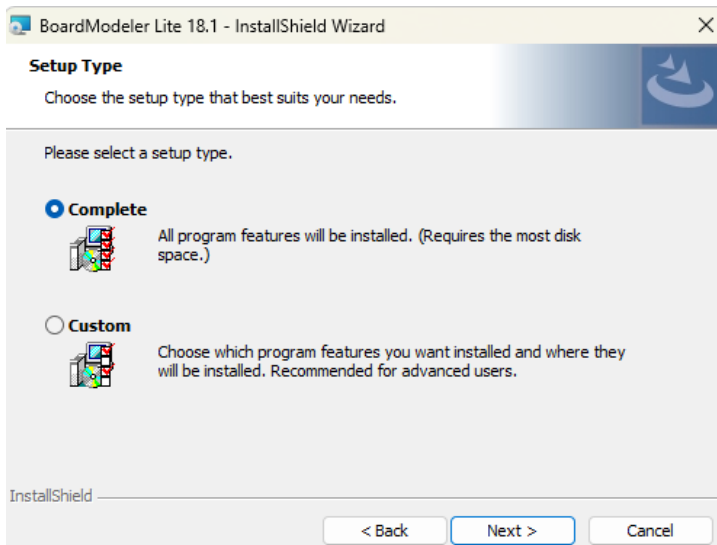 BoardModeler Lite 18.1 - InstallShield Wizard
Setup Type
Choose the setup type that best suits your needs.
Please select a setup type.
Complete
All program features will be installed. (Requires the most disk
space.)
Custom
Choose which program features you want installed and where they
will be installed. Recommended for advanced users.
InstallShield
< Back
Next >
Cancel